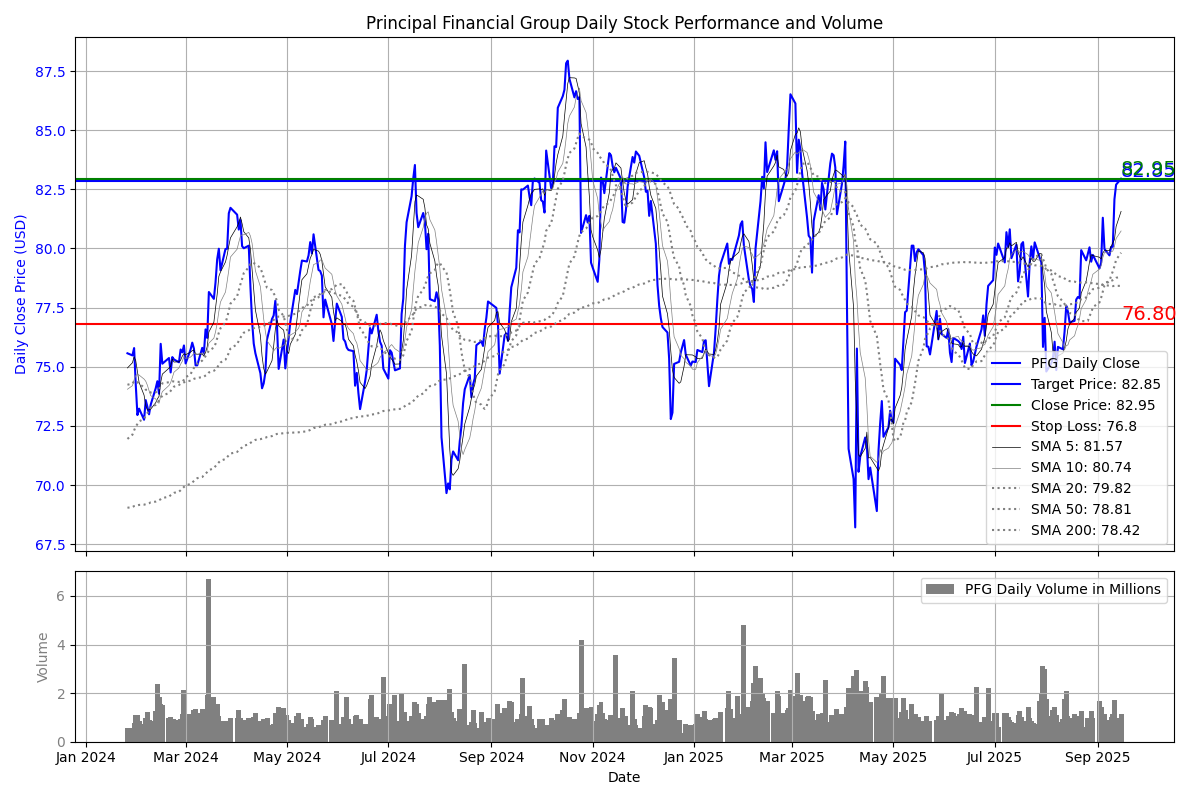 Principal Financial Group Daily Stock Performance and Volume
Daily Close Price (USD)
87.5
85.0
82.5
80.0
77.5
75.0
72.5
70.0
67.5
82.95
82.85
76.80
PFG Daily Close
Target Price: 82.85
Close Price: 82.95
Stop Loss: 76.8
SMA 5: 81.57
SMA 10: 80.74
SMA 20: 79.82
SMA 50: 78.81
SMA 200: 78.42
Volume
6
4
2
0
PFG Daily Volume in Millions
Jan 2024 Mar 2024 May 2024 Jul 2024 Sep 2024 Nov 2024 Jan 2025 Mar 2025 May 2025 Jul 2025 Sep 2025
Date